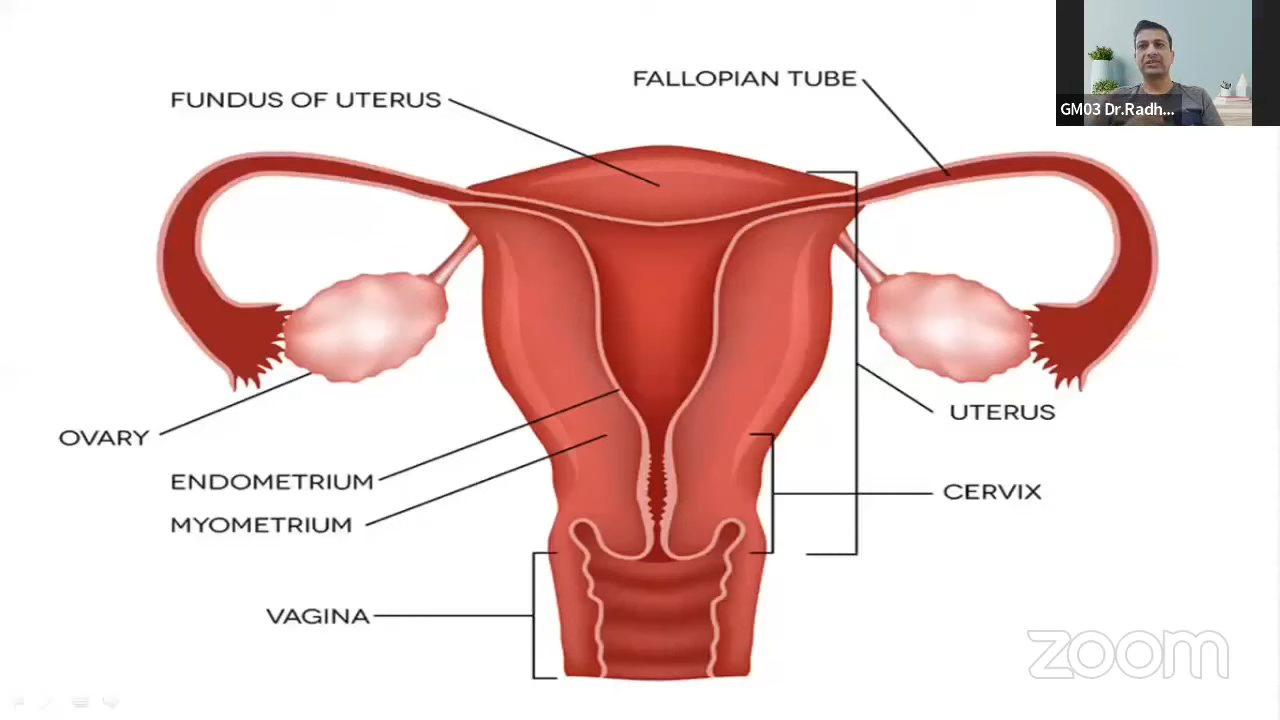 FALLOPIAN TUBE
FUNDUS OF UTERUS
GM03 Dr.Radh...
OVARY
UTERUS
ENDOMETRIUM
CERVIX
MYOMETRIUM
VAGINA
zoom